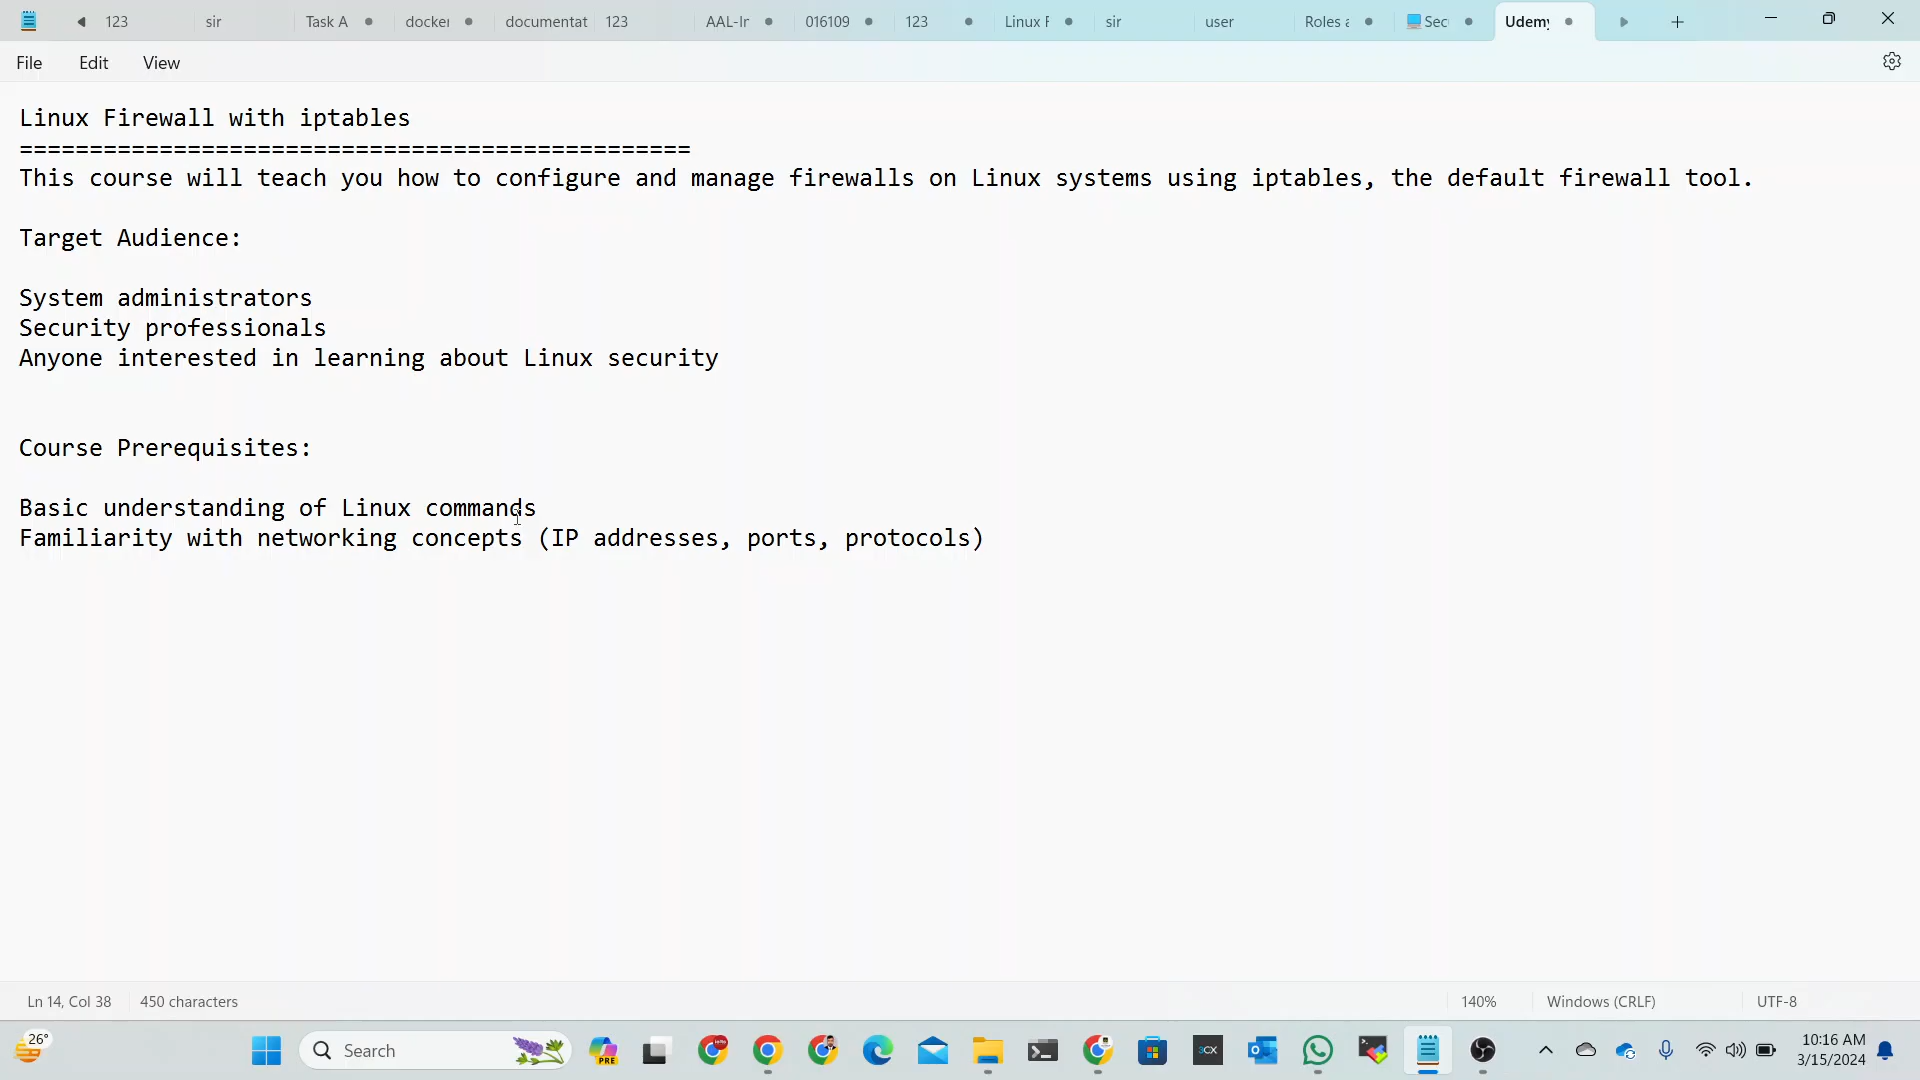 123 sir Task A docker documentat 123 AAL-Ir 016109 123 Linux F sir user Roles a Sec Udemy
File Edit View
Linux Firewall with iptables
================================================
This course will teach you how to configure and manage firewalls on Linux systems using iptables, the default firewall tool.
Target Audience:
System administrators
Security professionals
Anyone interested in learning about Linux security
Course Prerequisites:
Basic understanding of Linux commands
Familiarity with networking concepts (IP addresses, ports, protocols)
Ln 14, Col 38 450 characters 140% Windows (CRLF) UTF-8
26° Search PRE 3CX 10:16 AM
3/15/2024